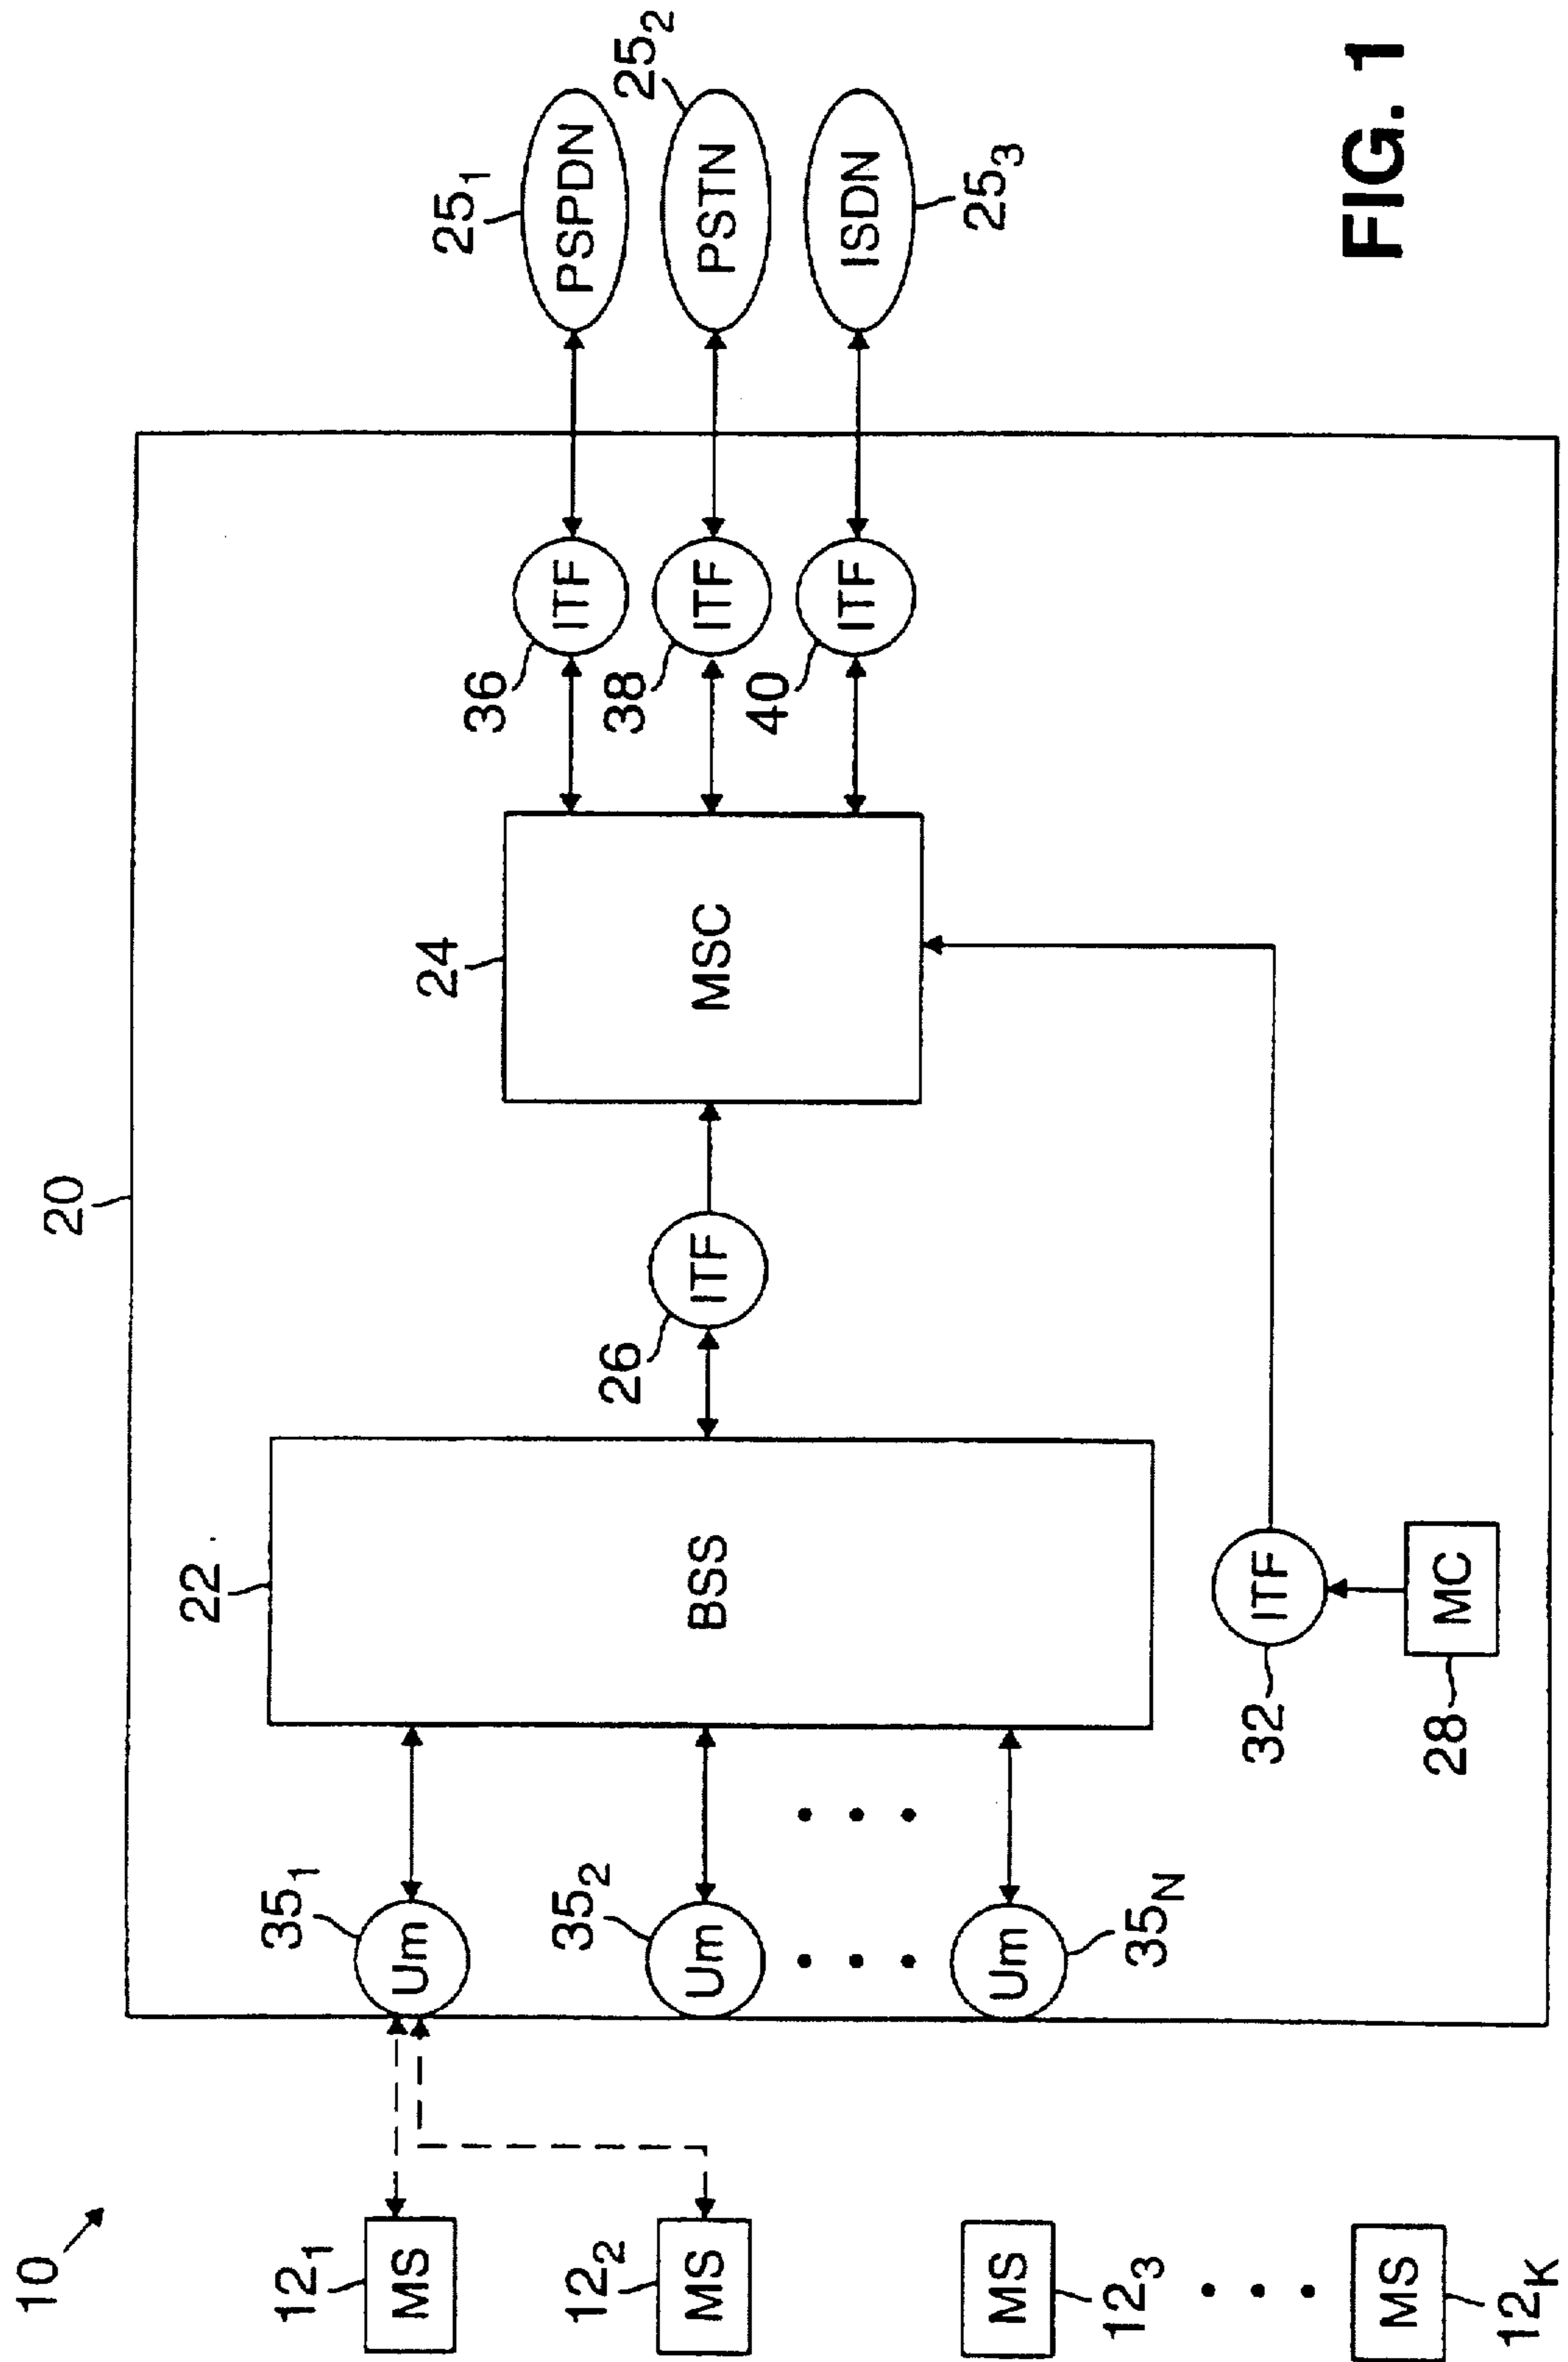 10
20
12₁
MS
12₂
MS
MS
12₃
MS
12ₖ
35₁
Um
35₂
Um
Um
35_N
22
BSS
26
ITF
24
MSC
32
ITF
28
MC
36
ITF
38
ITF
40
ITF
25₁
PSPDN
25₂
PSTN
ISDN
25₃
FIG. 1